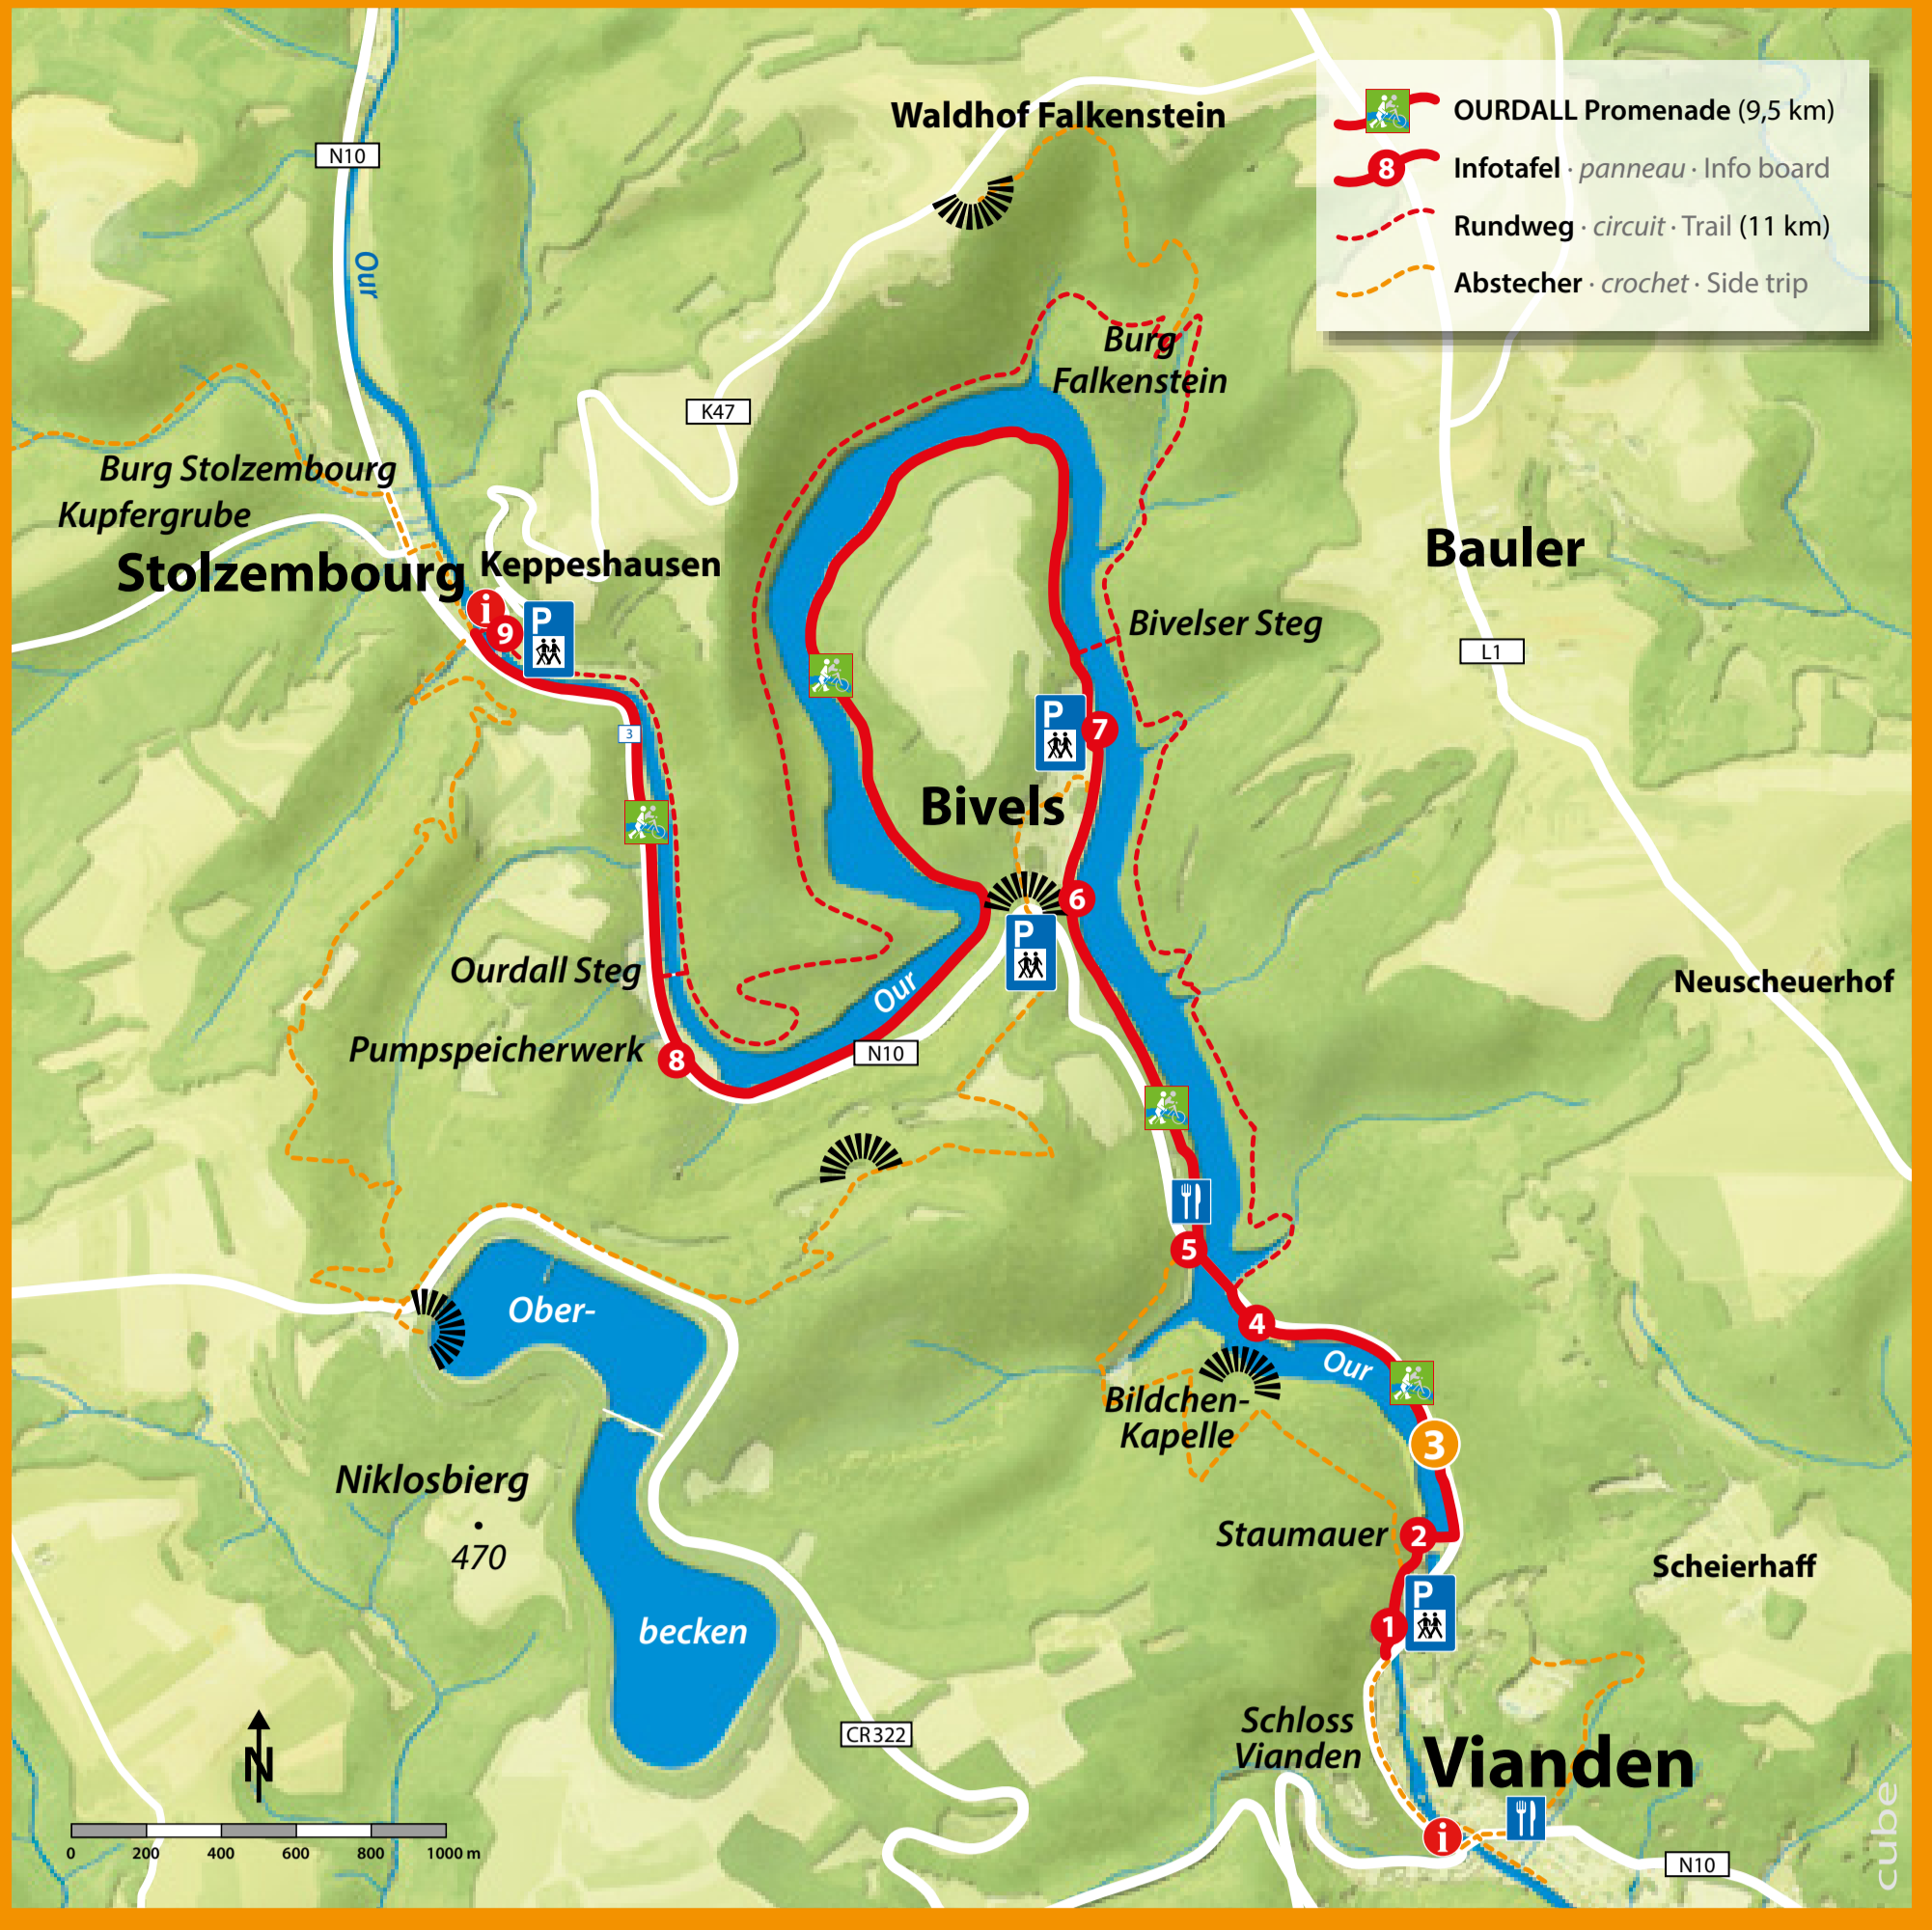 OURDALL Promenade (9,5 km)
8 Infotafel · panneau · Info board
Rundweg · circuit · Trail (11 km)
Abstecher · crochet · Side trip
Waldhof Falkenstein
N10
Our
Burg
Falkenstein
K47
Burg Stolzembourg
Kupfergrube
Stolzembourg
Keppeshausen
Bauler
i
9
P
Bivelser Steg
L1
3
P
7
Bivels
6
P
Ourdall Steg
Our
Neuscheuerhof
Pumpspeicherwerk
8
N10
5
Ober-
4
Our
Bildchen-
Kapelle
3
Niklosbierg
470
Staumauer
2
Scheierhaff
P
1
becken
CR322
Schloss
Vianden
Vianden
N
i
N10
cube
0 200 400 600 800 1000 m